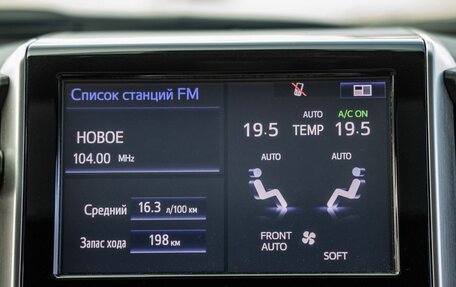 Список станций FM
НОВОЕ
104.00 MHz
Средний 16.3 л/100 км
Запас хода 198 км
AUTO A/C ON
19.5 TEMP 19.5
AUTO AUTO
FRONT
AUTO
SOFT